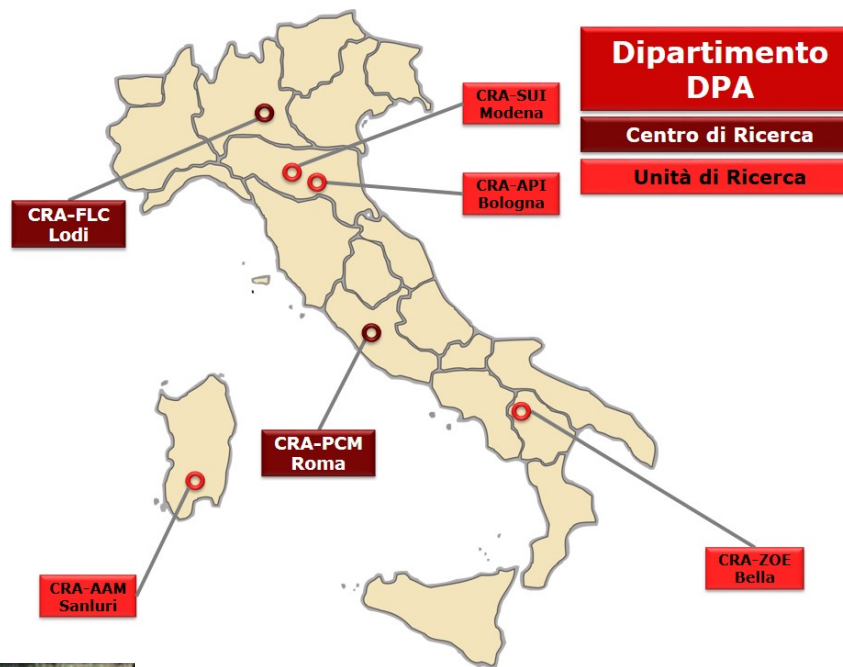 Dipartimento
DPA
CRA-SUI
Modena
Centro di Ricerca
Unità di Ricerca
CRA-API
Bologna
CRA-FLC
Lodi
CRA-PCM
Roma
CRA-ZOE
Bella
CRA-AAM
Sanluri